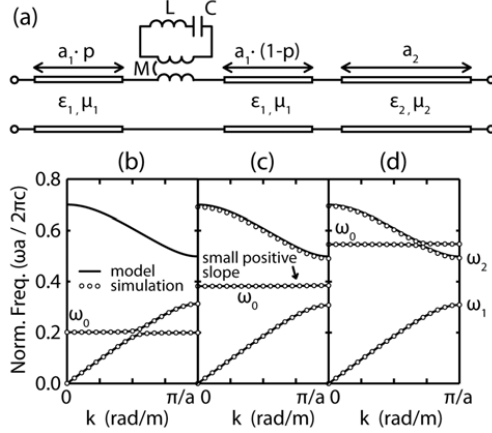 (a)
L
C
M
a₁· p
a₁· (1-p)
a₂
ε₁, μ₁
ε₁, μ₁
ε₂, μ₂
(b)
(c)
(d)
Norm. Freq. (ωa / 2πc)
0.8
0.6
0.4
0.2
0.0
model
simulation
ω₀
small positive
slope
ω₀
ω₀
ω₂
ω₁
0
π/a
0
π/a
0
π/a
k (rad/m)
k (rad/m)
k (rad/m)